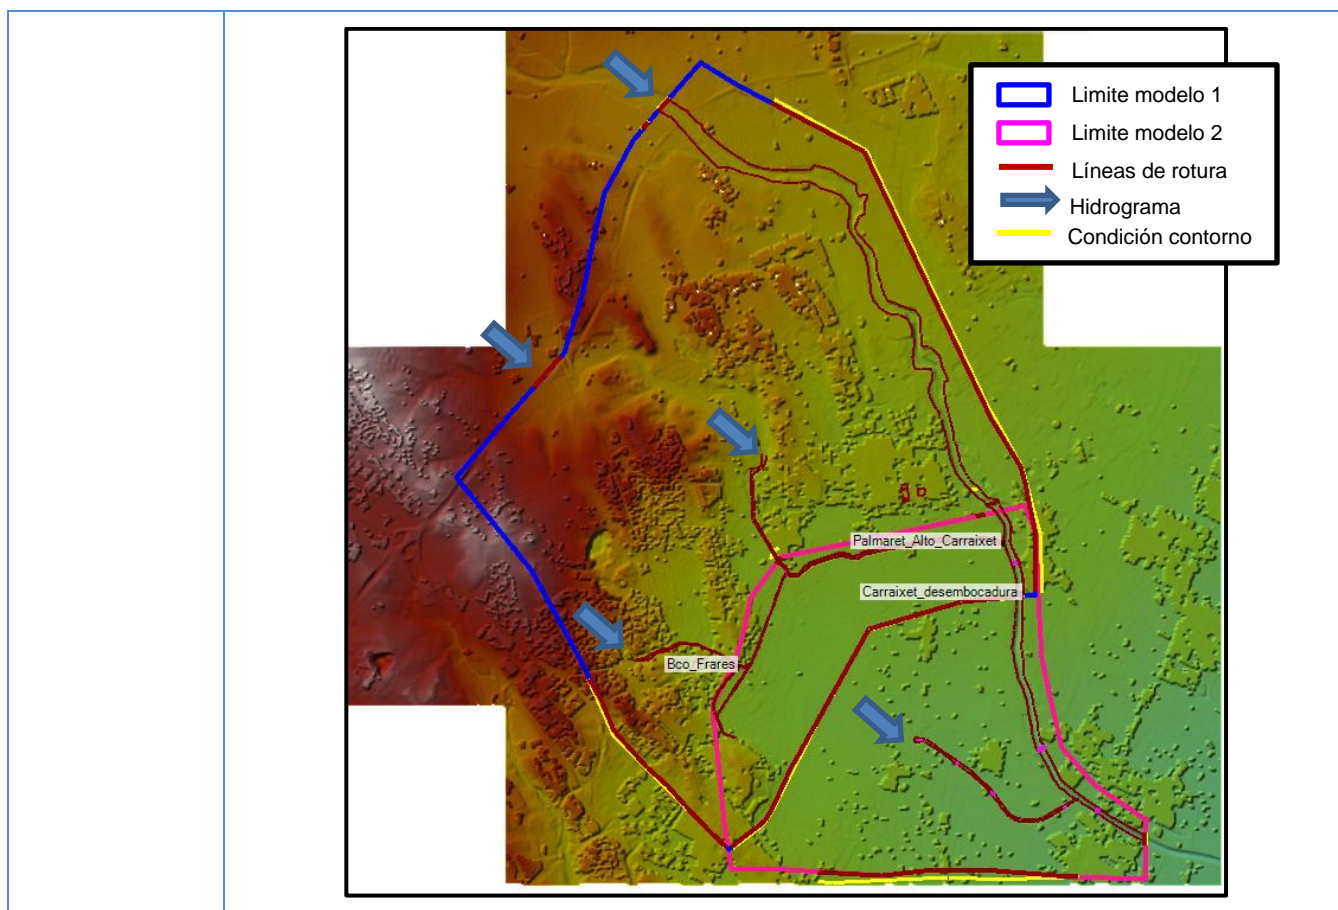 Limite modelo 1
Limite modelo 2
Líneas de rotura
Hidrograma
Condición contorno
Palmaret_Alto_Carraixet
Carraixet_desembocadura
Bco_Frares